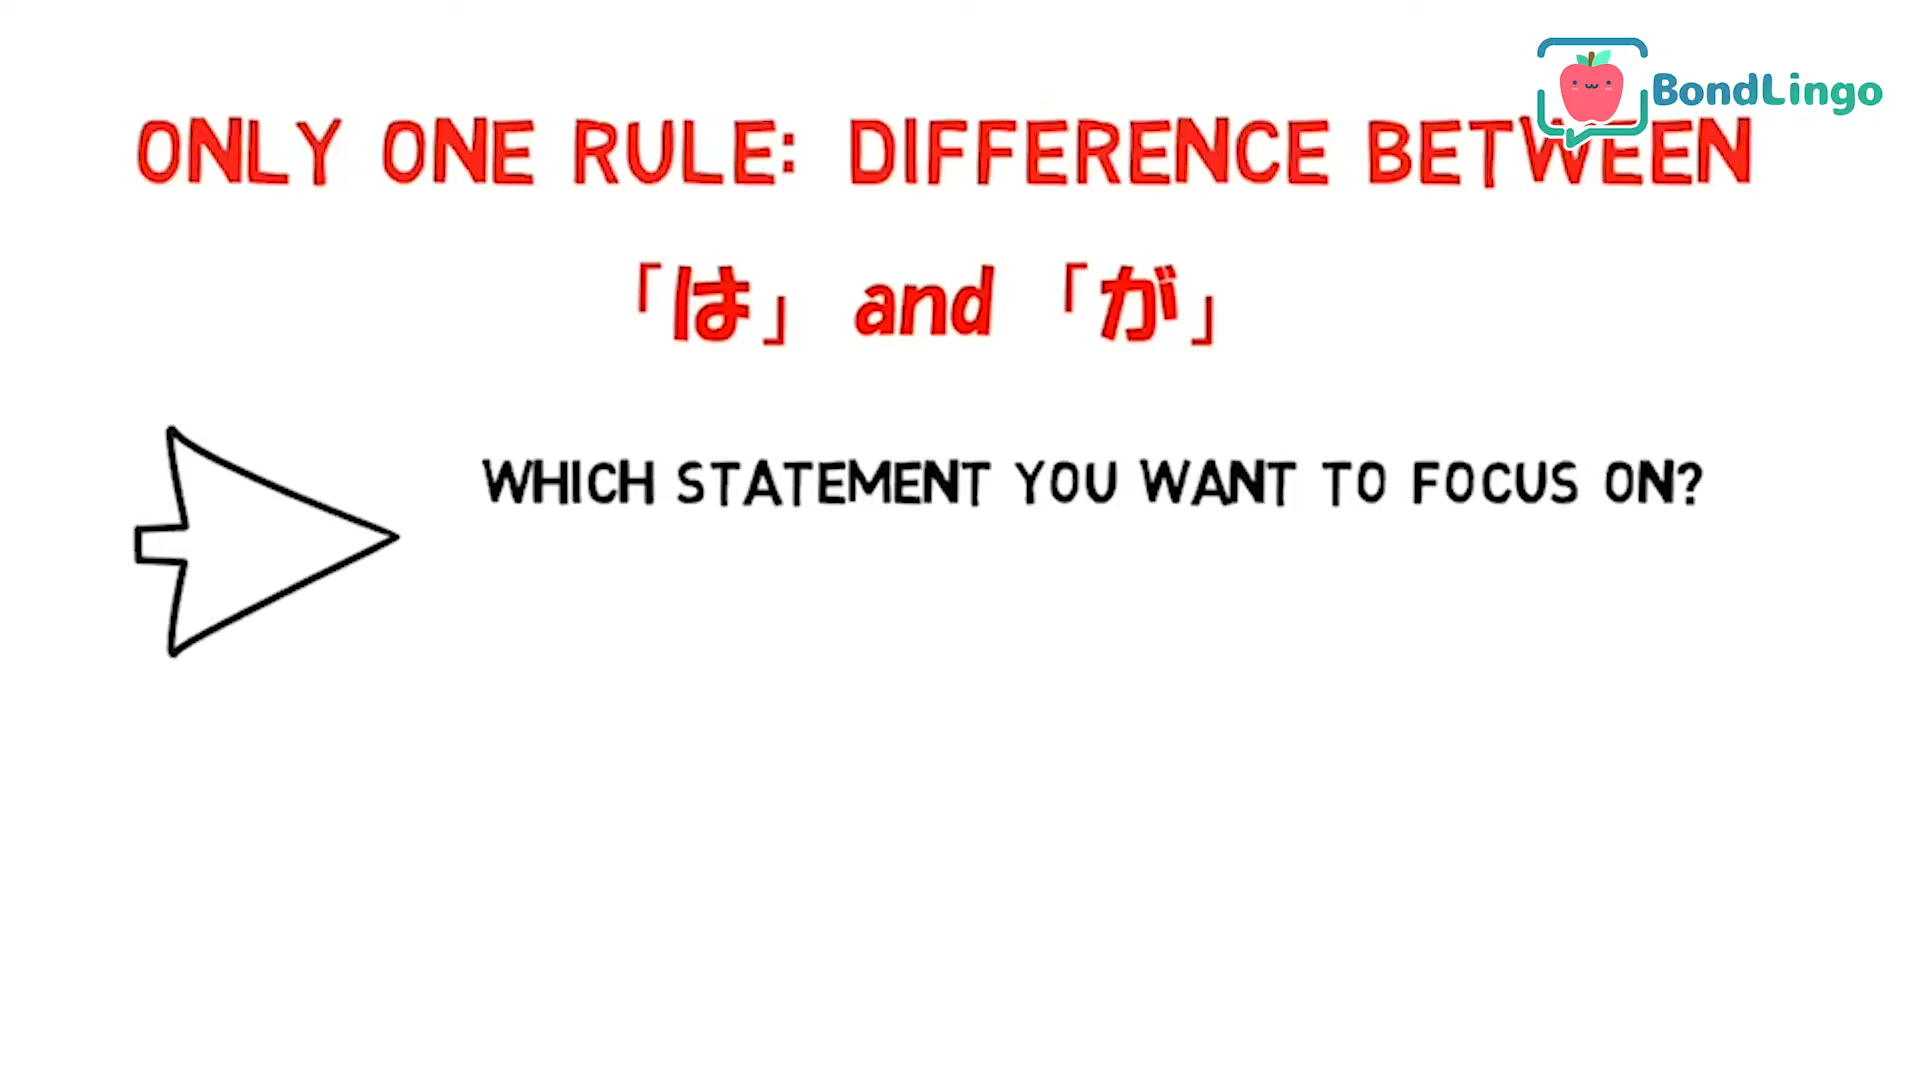 BondLingo
ONLY ONE RULE: DIFFERENCE BETWEEN
「は」 and 「が」
WHICH STATEMENT YOU WANT TO FOCUS ON?